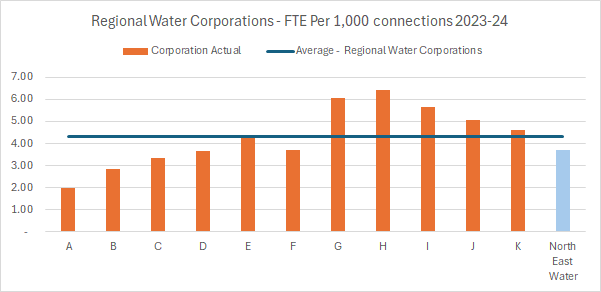 Regional Water Corporations - FTE Per 1,000 connections 2023-24
Corporation Actual Average - Regional Water Corporations
7.00
6.00
5.00
4.00
3.00
2.00
1.00
-
A B C D E F G H I J K North
East
Water